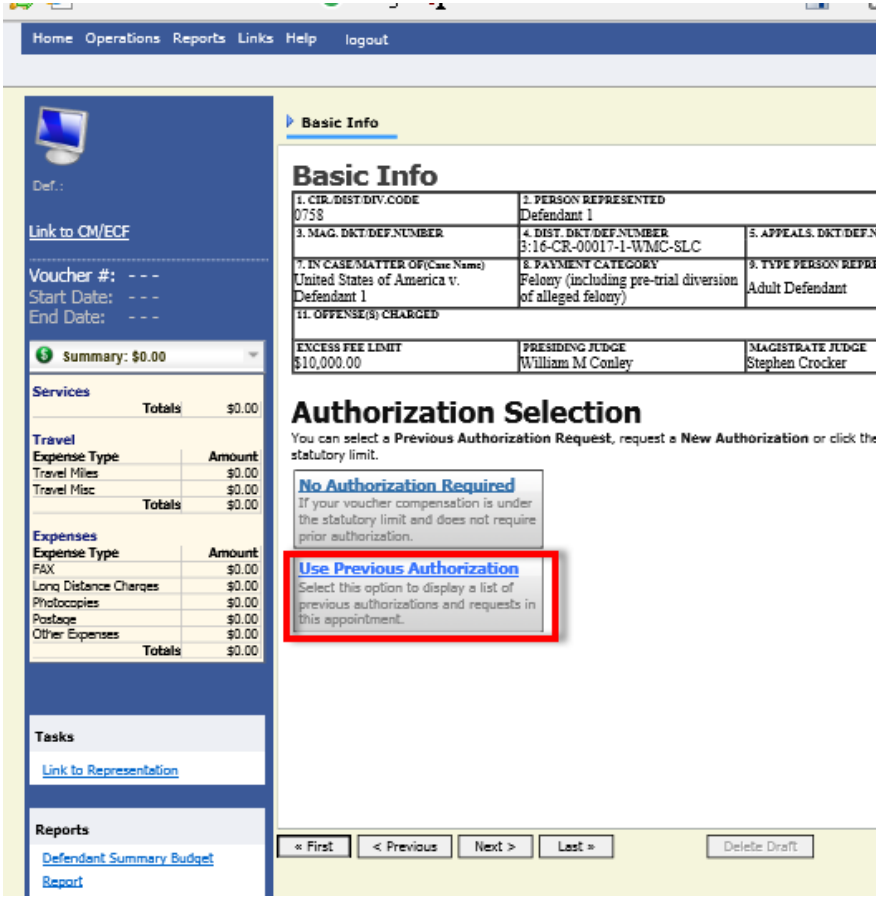 Home Operations Reports Links Help logout
Basic Info
Def.:
Link to CM/ECF
Voucher #: - - -
Start Date: - - -
End Date: - - -
Summary: $0.00
Services
Totals $0.00
Travel
Expense Type Amount
Travel Miles $0.00
Travel Misc $0.00
Totals $0.00
Expenses
Expense Type Amount
FAX $0.00
Long Distance Charges $0.00
Photocopies $0.00
Postage $0.00
Other Expenses $0.00
Totals $0.00
Tasks
Link to Representation
Reports
Defendant Summary Budget
Report
Basic Info
1. CIR./DIST/DIV.CODE
0758
2. PERSON REPRESENTED
Defendant 1
3. MAG. DKT/DEF.NUMBER
4. DIST. DKT/DEF.NUMBER
3:16-CR-00017-1-WMC-SLC
5. APPEALS. DKT/DEF.N
7. IN CASE/MATTER OF(Case Name)
United States of America v.
Defendant 1
8. PAYMENT CATEGORY
Felony (including pre-trial diversion
of alleged felony)
9. TYPE PERSON REPRE
Adult Defendant
11. OFFENSE(S) CHARGED
EXCESS FEE LIMIT
$10,000.00
PRESIDING JUDGE
William M Conley
MAGISTRATE JUDGE
Stephen Crocker
Authorization Selection
You can select a Previous Authorization Request, request a New Authorization or click the
statutory limit.
No Authorization Required
If your voucher compensation is under
the statutory limit and does not require
prior authorization.
Use Previous Authorization
Select this option to display a list of
previous authorizations and requests in
this appointment.
« First < Previous Next > Last » Delete Draft